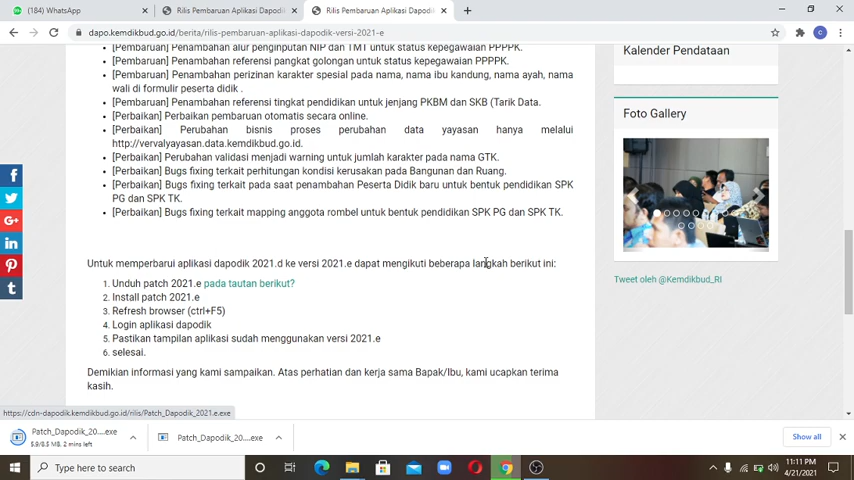 (184) WhatsApp
Rilis Pembaruan Aplikasi Dapodi
Rilis Pembaruan Aplikasi Dapodi
dapo.kemdikbud.go.id/berita/rilis-pembaruan-aplikasi-dapodik-versi-2021-e
[Pembaruan] Penambahan alur penginputan NIP dan TMT untuk status kepegawaian PPPPK.
[Pembaruan] Penambahan referensi pangkat golongan untuk status kepegawaian PPPPK.
[Pembaruan] Penambahan perizinan karakter spesial pada nama, nama ibu kandung, nama ayah, nama
wali di formulir peserta didik .
[Pembaruan] Penambahan referensi tingkat pendidikan untuk jenjang PKBM dan SKB (Tarik Data.
[Perbaikan] Perbaikan pembaruan otomatis secara online.
[Perbaikan] Perubahan bisnis proses perubahan data yayasan hanya melalui
http://vervalyayasan.data.kemdikbud.go.id.
[Perbaikan] Perubahan validasi menjadi warning untuk jumlah karakter pada nama GTK.
[Perbaikan] Bugs fixing terkait perhitungan kondisi kerusakan pada Bangunan dan Ruang.
[Perbaikan] Bugs fixing terkait pada saat penambahan Peserta Didik baru untuk bentuk pendidikan SPK
PG dan SPK TK.
[Perbaikan] Bugs fixing terkait mapping anggota rombel untuk bentuk pendidikan SPK PG dan SPK TK.
Untuk memperbarui aplikasi dapodik 2021.d ke versi 2021.e dapat mengikuti beberapa langkah berikut ini:
1. Unduh patch 2021.e pada tautan berikut?
2. Install patch 2021.e
3. Refresh browser (ctrl+F5)
4. Login aplikasi dapodik
5. Pastikan tampilan aplikasi sudah menggunakan versi 2021.e
6. selesai.
Demikian informasi yang kami sampaikan. Atas perhatian dan kerja sama Bapak/Ibu, kami ucapkan terima
kasih.
Kalender Pendataan
Foto Gallery
Tweet oleh @Kemdikbud_RI
https://cdn-dapodik.kemdikbud.go.id/rilis/Patch_Dapodik_2021.e.exe
Patch_Dapodik_20....exe
5.9/8.5 MB, 2 mins left
Patch_Dapodik_20....exe
Show all
Type here to search
11:11 PM
4/21/2021